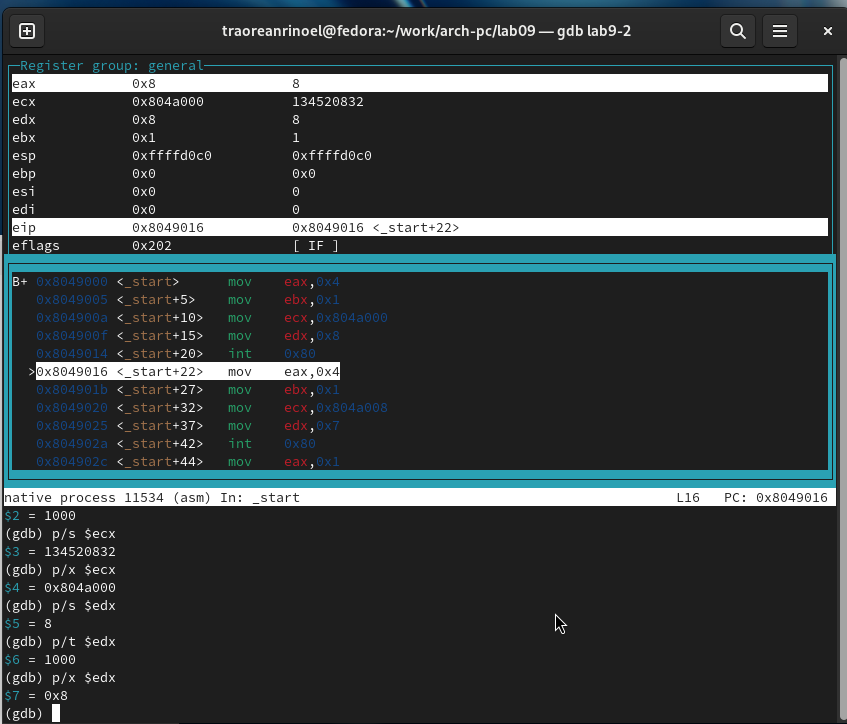 traoreanrinoel@fedora:~/work/arch-pc/lab09 — gdb lab9-2
Register group: general
eax 0x8 8
ecx 0x804a000 134520832
edx 0x8 8
ebx 0x1 1
esp 0xffffd0c0 0xffffd0c0
ebp 0x0 0x0
esi 0x0 0
edi 0x0 0
eip 0x8049016 0x8049016 <_start+22>
eflags 0x202 [ IF ]
B+ 0x8049000 <_start> mov eax,0x4
0x8049005 <_start+5> mov ebx,0x1
0x804900a <_start+10> mov ecx,0x804a000
0x804900f <_start+15> mov edx,0x8
0x8049014 <_start+20> int 0x80
>0x8049016 <_start+22> mov eax,0x4
0x804901b <_start+27> mov ebx,0x1
0x8049020 <_start+32> mov ecx,0x804a008
0x8049025 <_start+37> mov edx,0x7
0x804902a <_start+42> int 0x80
0x804902c <_start+44> mov eax,0x1
native process 11534 (asm) In: _start L16 PC: 0x8049016
$2 = 1000
(gdb) p/s $ecx
$3 = 134520832
(gdb) p/x $ecx
$4 = 0x804a000
(gdb) p/s $edx
$5 = 8
(gdb) p/t $edx
$6 = 1000
(gdb) p/x $edx
$7 = 0x8
(gdb)